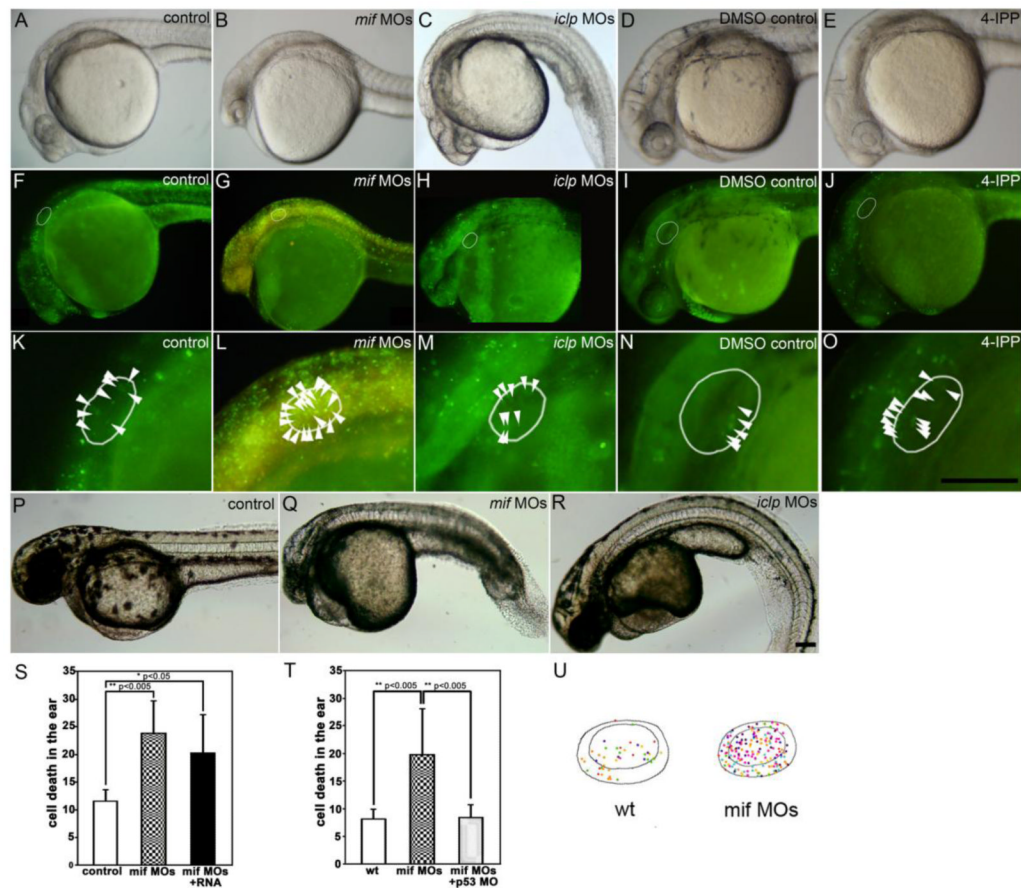 A control B mif MOs C iclp MOs D DMSO control E 4-IPP
F control G mif MOs H iclp MOs I DMSO control J 4-IPP
K control L mif MOs M iclp MOs N DMSO control O 4-IPP
P control Q mif MOs R iclp MOs
S
* p<0.05
** p<0.005
cell death in the ear
35
30
25
20
15
10
5
0
control mif MOs mif MOs
+RNA
T
** p<0.005 ** p<0.005
cell death in the ear
35
30
25
20
15
10
5
0
wt mif MOs mif MOs
+p53 MO
U
wt mif MOs